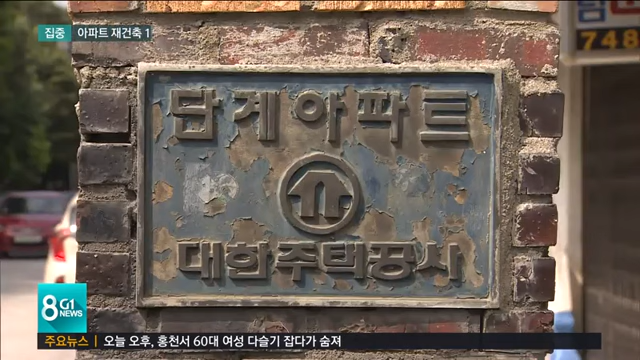 집중 아파트 재건축 1
림
748
단계아파트
대한주택공사
8 G1
NEWS
주요뉴스 오늘 오후, 홍천서 60대 여성 다슬기 잡다가 숨져